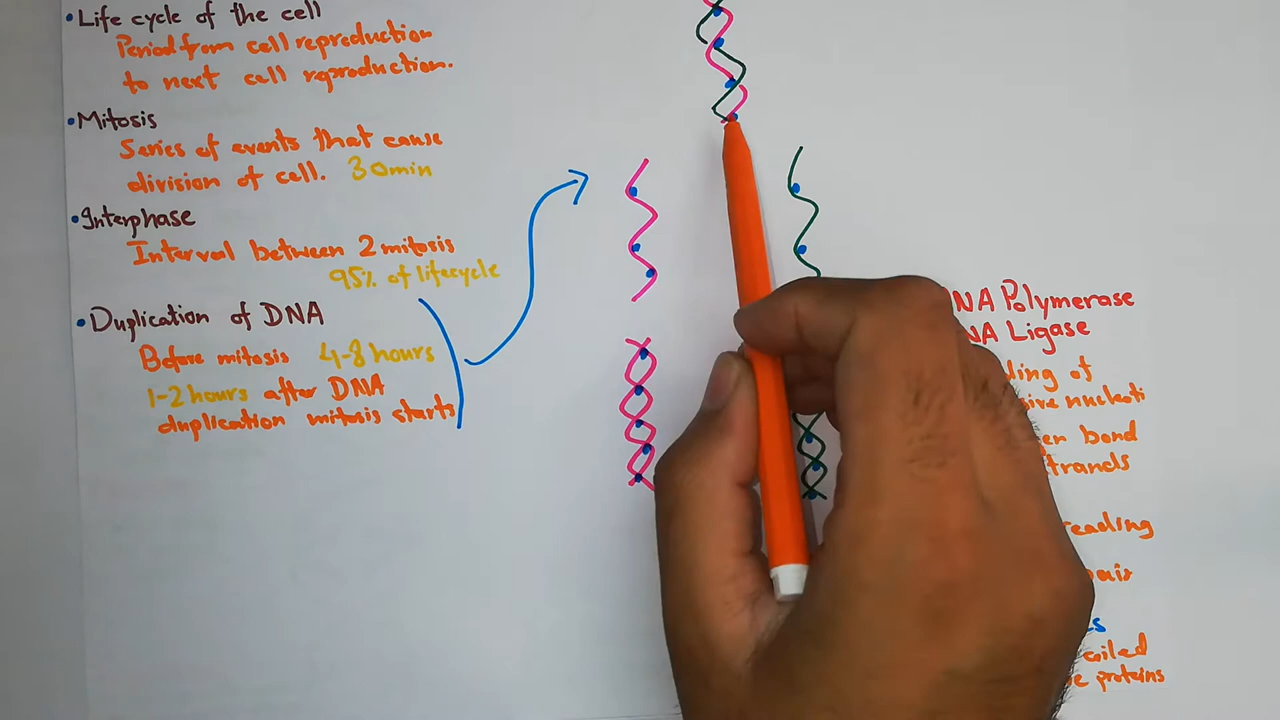 •Life cycle of the cell
Period from cell reproduction
to next cell reproduction.
•Mitosis
Series of events that cause
division of cell. 30min
•Interphase
Interval between 2 mitosis
95% of lifecycle
•Duplication of DNA
Before mitosis 4-8 hours
1-2 hours after DNA
duplication mitosis starts
NA Polymerase
NA Ligase
ding of
sive nucleoti
er bond
trands
reading
pair
es
coiled
e proteins